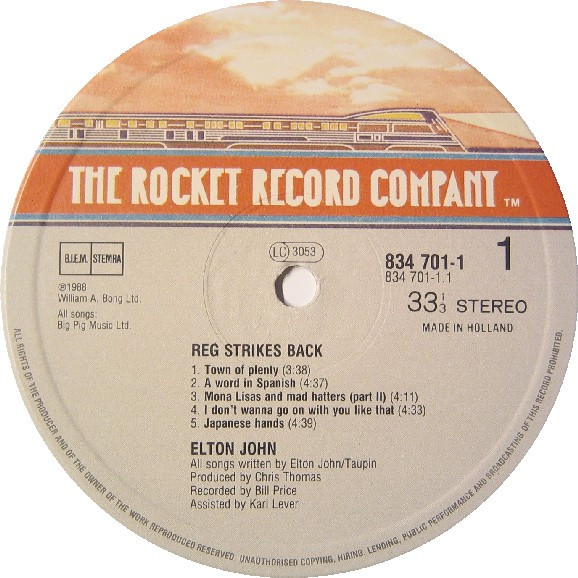 THE ROCKET RECORD COMPANY ™
B.I.E.M. STEMRA
LC 3053
834 701-1
1
834 701-1.1
℗1988
William A. Bong Ltd.
33 1/3 STEREO
All songs:
Big Pig Music Ltd.
MADE IN HOLLAND
REG STRIKES BACK
1. Town of plenty (3:38)
2. A word in Spanish (4:37)
3. Mona Lisas and mad hatters (part II) (4:11)
4. I don't wanna go on with you like that (4:33)
5. Japanese hands (4:39)
ELTON JOHN
All songs written by Elton John/Taupin
Produced by Chris Thomas
Recorded by Bill Price
Assisted by Karl Lever
ALL RIGHTS OF THE PRODUCER AND OF THE OWNER OF THE WORK REPRODUCED RESERVED. UNAUTHORISED COPYING, HIRING, LENDING, PUBLIC PERFORMANCE AND BROADCASTING OF THIS RECORD PROHIBITED.